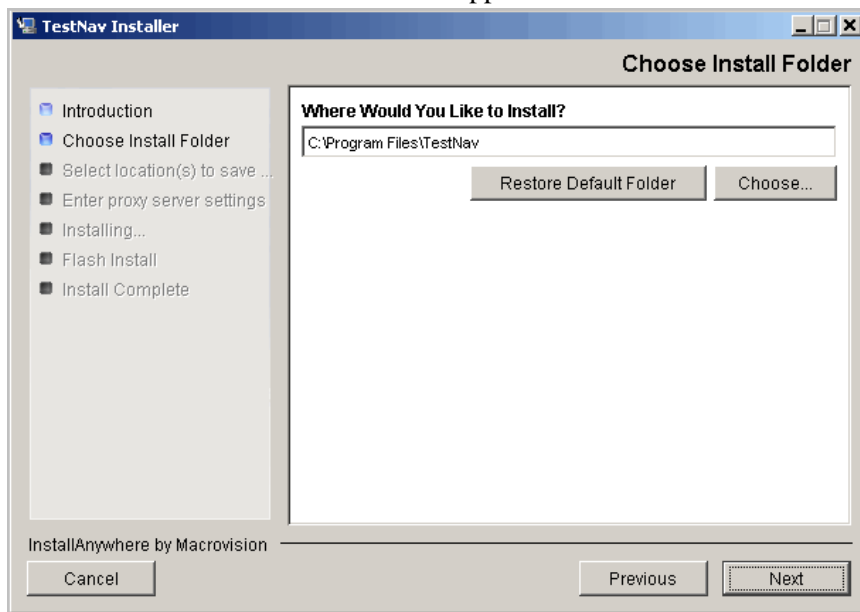 TestNav Installer
Choose Install Folder
Introduction
Choose Install Folder
Select location(s) to save ...
Enter proxy server settings
Installing...
Flash Install
Install Complete
Where Would You Like to Install?
C:\Program Files\TestNav
Restore Default Folder
Choose...
InstallAnywhere by Macrovision
Cancel
Previous
Next